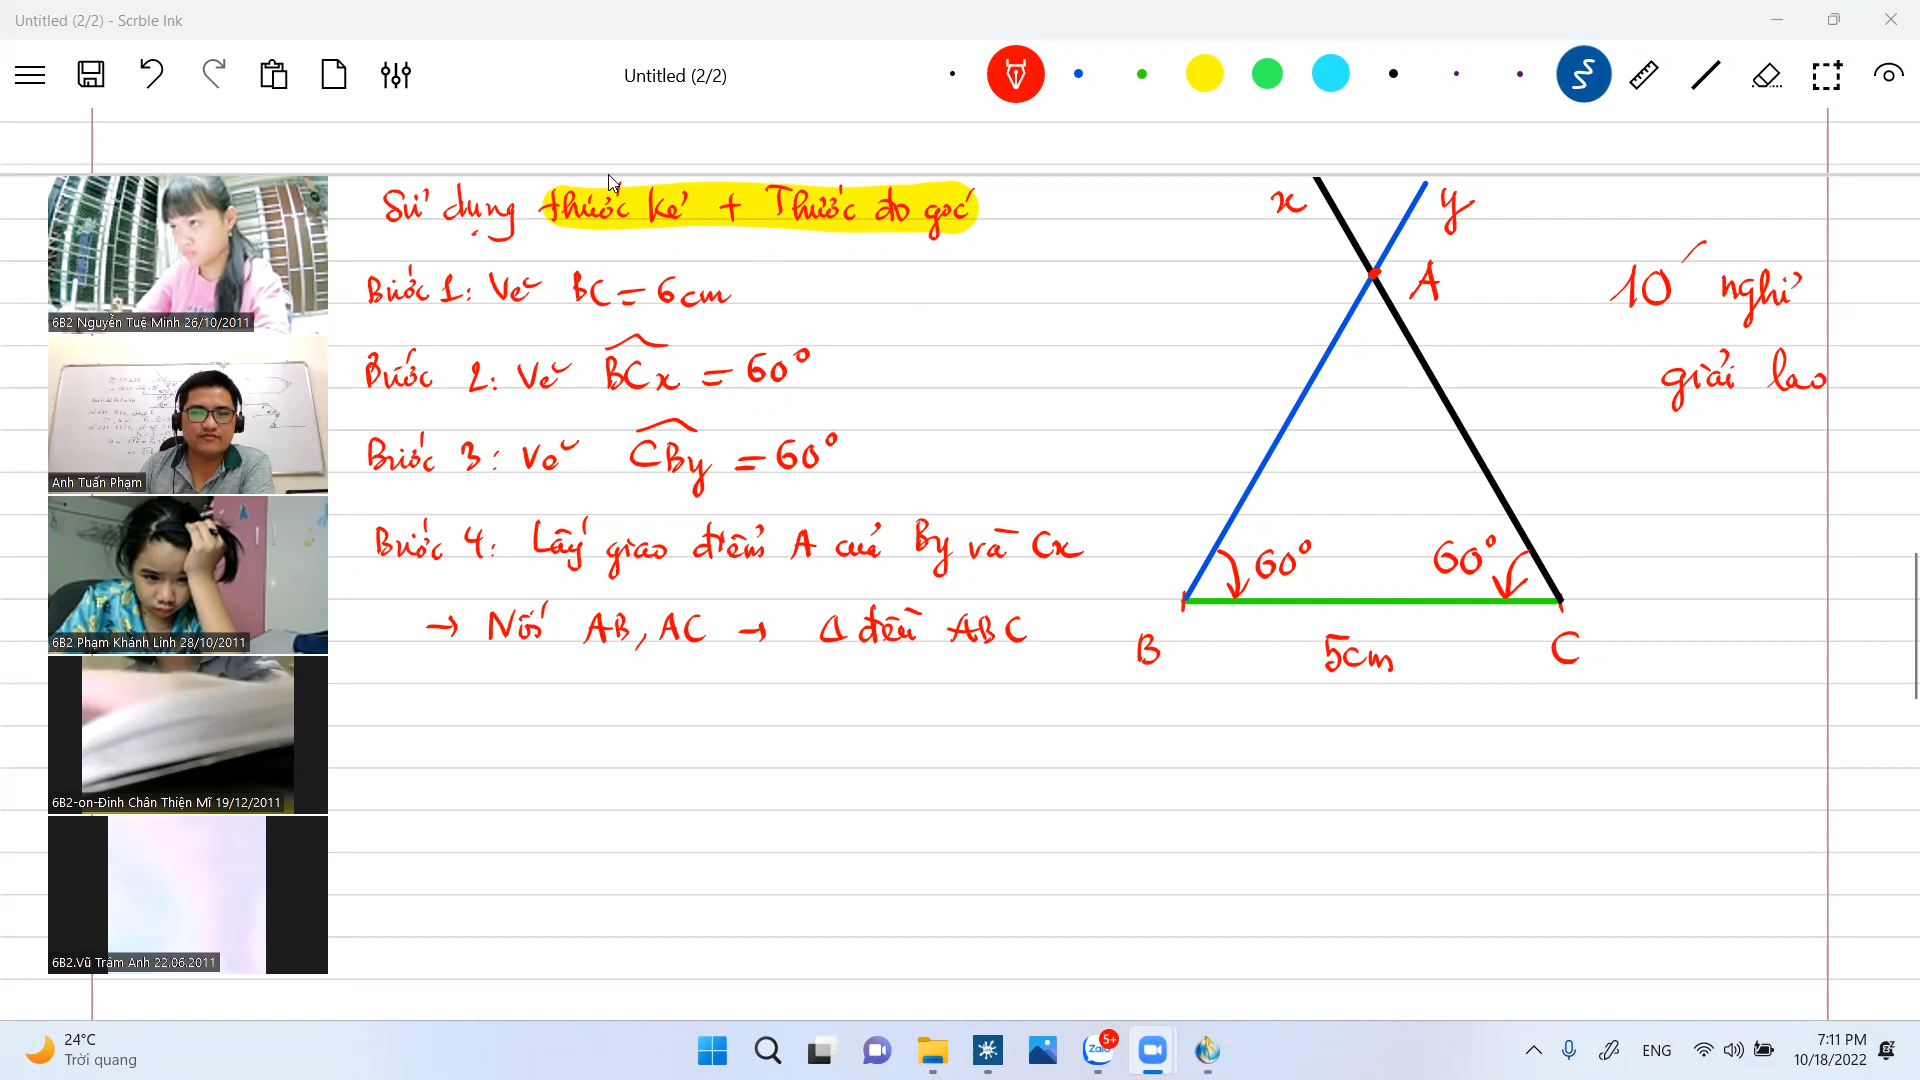 Untitled (2/2) - Scrble Ink
Untitled (2/2)
Sử dụng thước kẻ + Thước đo góc
Bước 1: Vẽ BC = 6cm
Bước 2: Vẽ BCx = 60°
Bước 3: Vẽ CBy = 60°
Bước 4: Lấy giao điểm A của By và Cx
→ Nối AB, AC → Δ đều ABC
x
y
A
60°
60°
B
5cm
C
10′ nghỉ
giải lao
6B2 Nguyễn Tuệ Minh 26/10/2011
Anh Tuấn Phạm
6B2 Phạm Khánh Linh 28/10/2011
6B2-on-Đinh Chân Thiện Mĩ 19/12/2011
6B2.Vũ Trâm Anh 22.06.2011
24°C
Trời quang
Zalo
5+
ENG
7:11 PM
10/18/2022